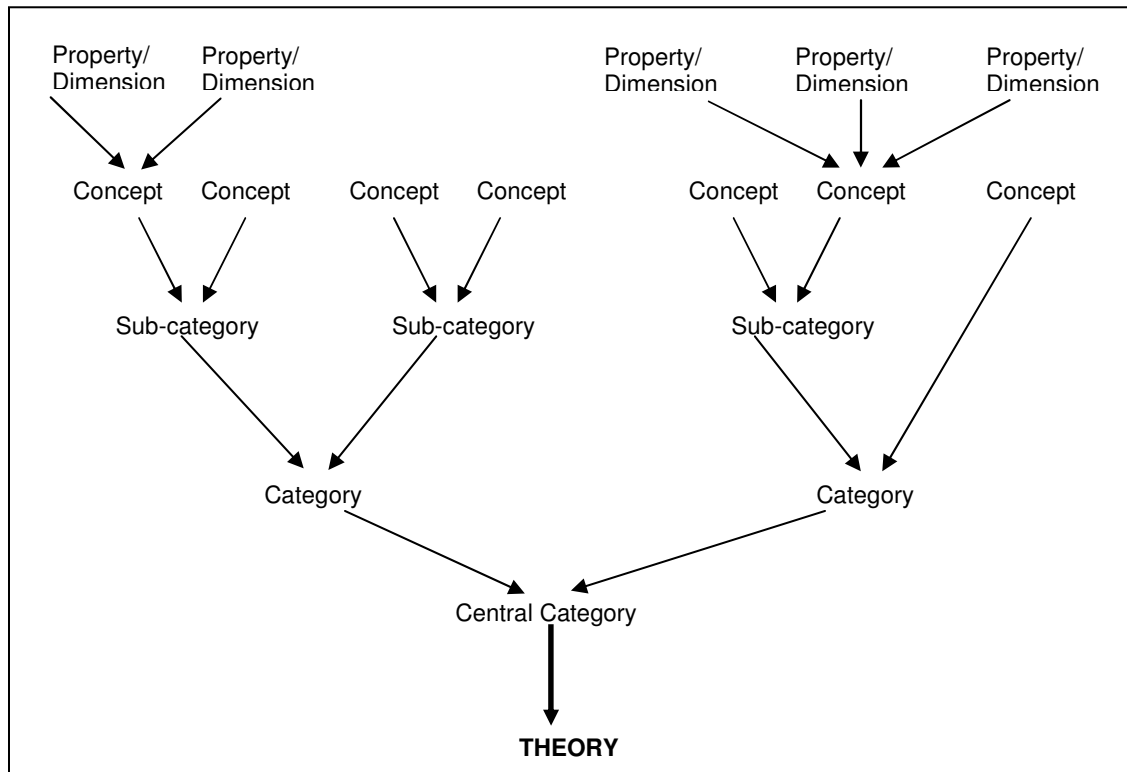 Property/ Property/ Property/ Property/ Property/
Dimension Dimension Dimension Dimension Dimension
Concept Concept Concept Concept Concept Concept Concept
Sub-category Sub-category Sub-category
Category Category
Central Category
THEORY